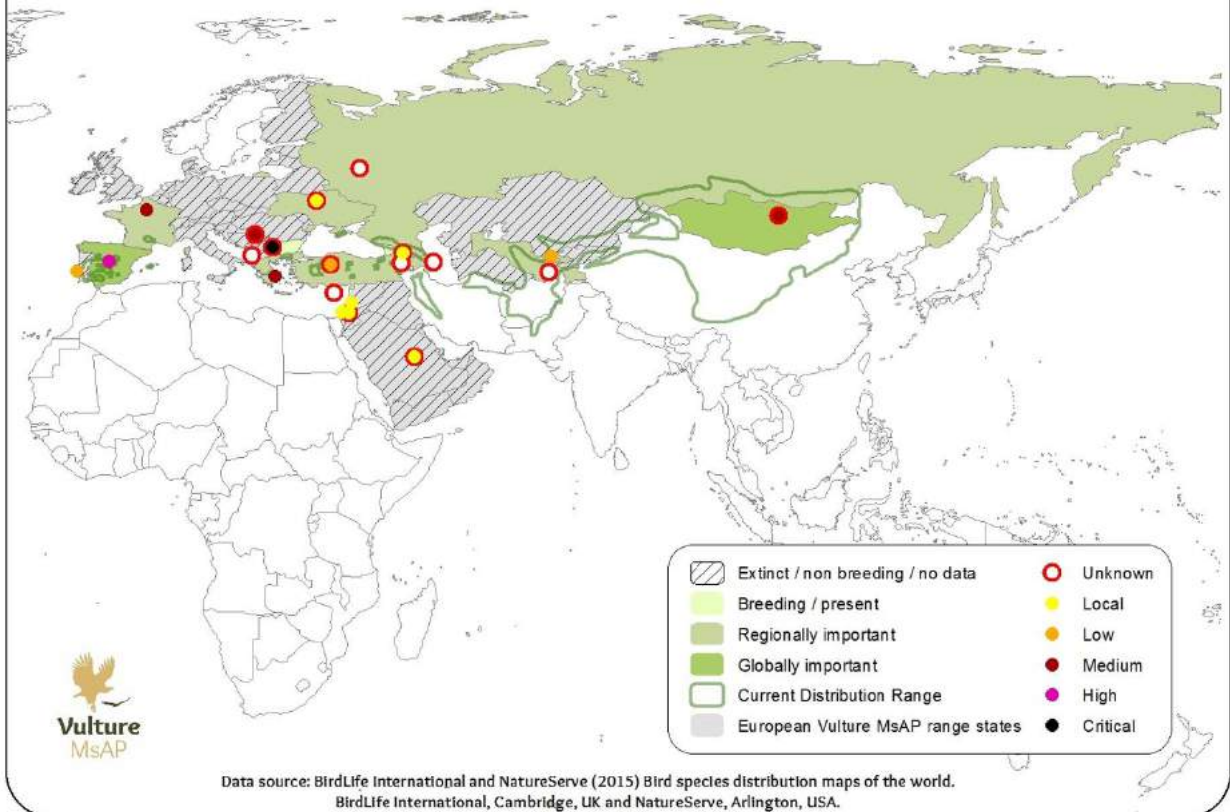 Extinct / non breeding / no data
Breeding / present
Regionally important
Globally important
Current Distribution Range
European Vulture MsAP range states
Unknown
Local
Low
Medium
High
Critical
Vulture
MsAP
Data source: BirdLife International and NatureServe (2015) Bird species distribution maps of the world.
BirdLife International, Cambridge, UK and NatureServe, Arlington, USA.